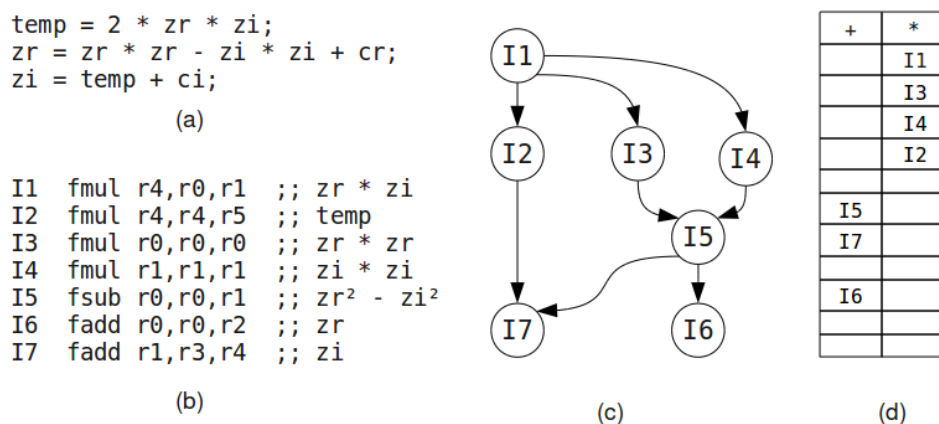 temp = 2 * zr * zi;
zr = zr * zr - zi * zi + cr;
zi = temp + ci;
(a)
I1 fmul r4,r0,r1 ;; zr * zi
I2 fmul r4,r4,r5 ;; temp
I3 fmul r0,r0,r0 ;; zr * zr
I4 fmul r1,r1,r1 ;; zi * zi
I5 fsub r0,r0,r1 ;; zr² - zi²
I6 fadd r0,r0,r2 ;; zr
I7 fadd r1,r3,r4 ;; zi
(b)
I1
I2 I3 I4
I5
I7 I6
(c)
+ *
I1
I3
I4
I2
I5
I7
I6
(d)